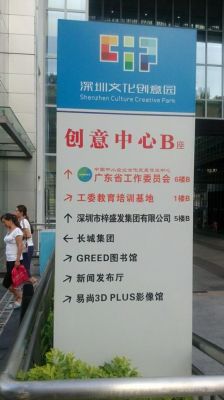 CIP
深圳文化创意园
Shenzhen Culture Creative Park
创意中心B座
广东省工作委员会 6楼B
工委教育培训基地 1楼B
深圳市梓盛发集团有限公司 5楼B
长城集团
GREED图书馆
新闻发布厅
易尚3D PLUS影像馆